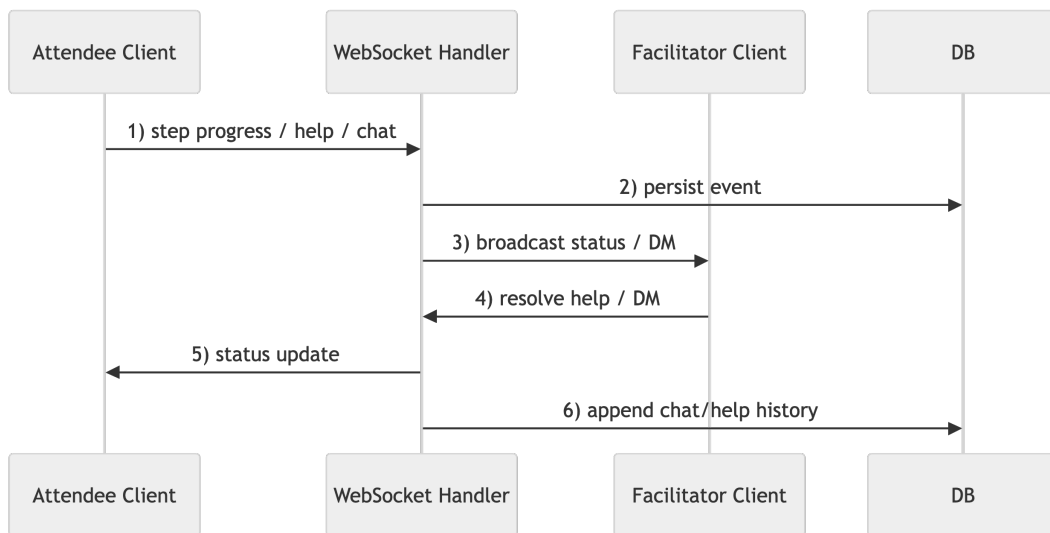 Attendee Client
WebSocket Handler
Facilitator Client
DB
1) step progress / help / chat
2) persist event
3) broadcast status / DM
4) resolve help / DM
5) status update
6) append chat/help history
Attendee Client
WebSocket Handler
Facilitator Client
DB